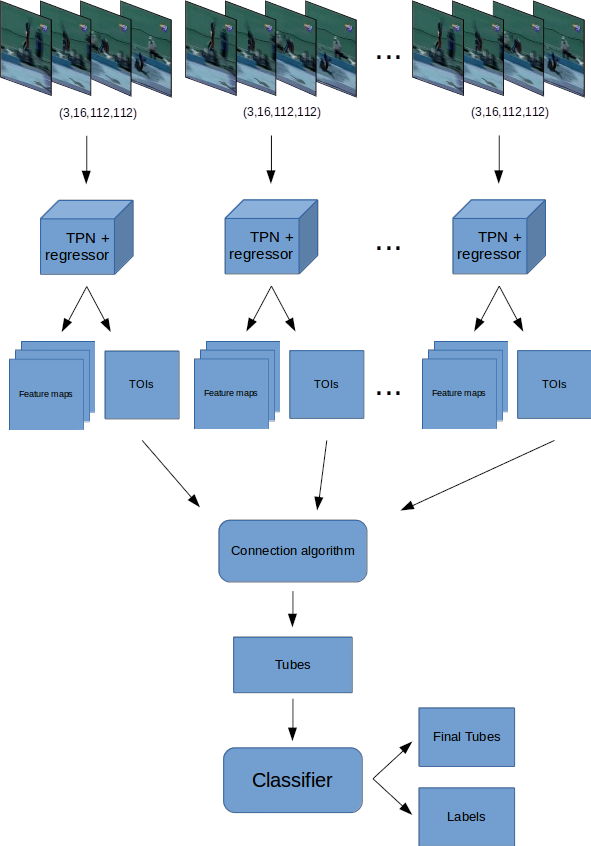 (3,16,112,112)
(3,16,112,112)
...
(3,16,112,112)
TPN +
regressor
TPN +
regressor
...
TPN +
regressor
Feature maps
TOIs
Feature maps
TOIs
...
Feature maps
TOIs
Connection algorithm
Tubes
Classifier
Final Tubes
Labels